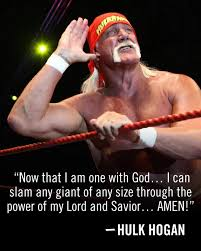 “Now that I am one with God… I can
slam any giant of any size through the
power of my Lord and Savior… AMEN!”
—HULK HOGAN